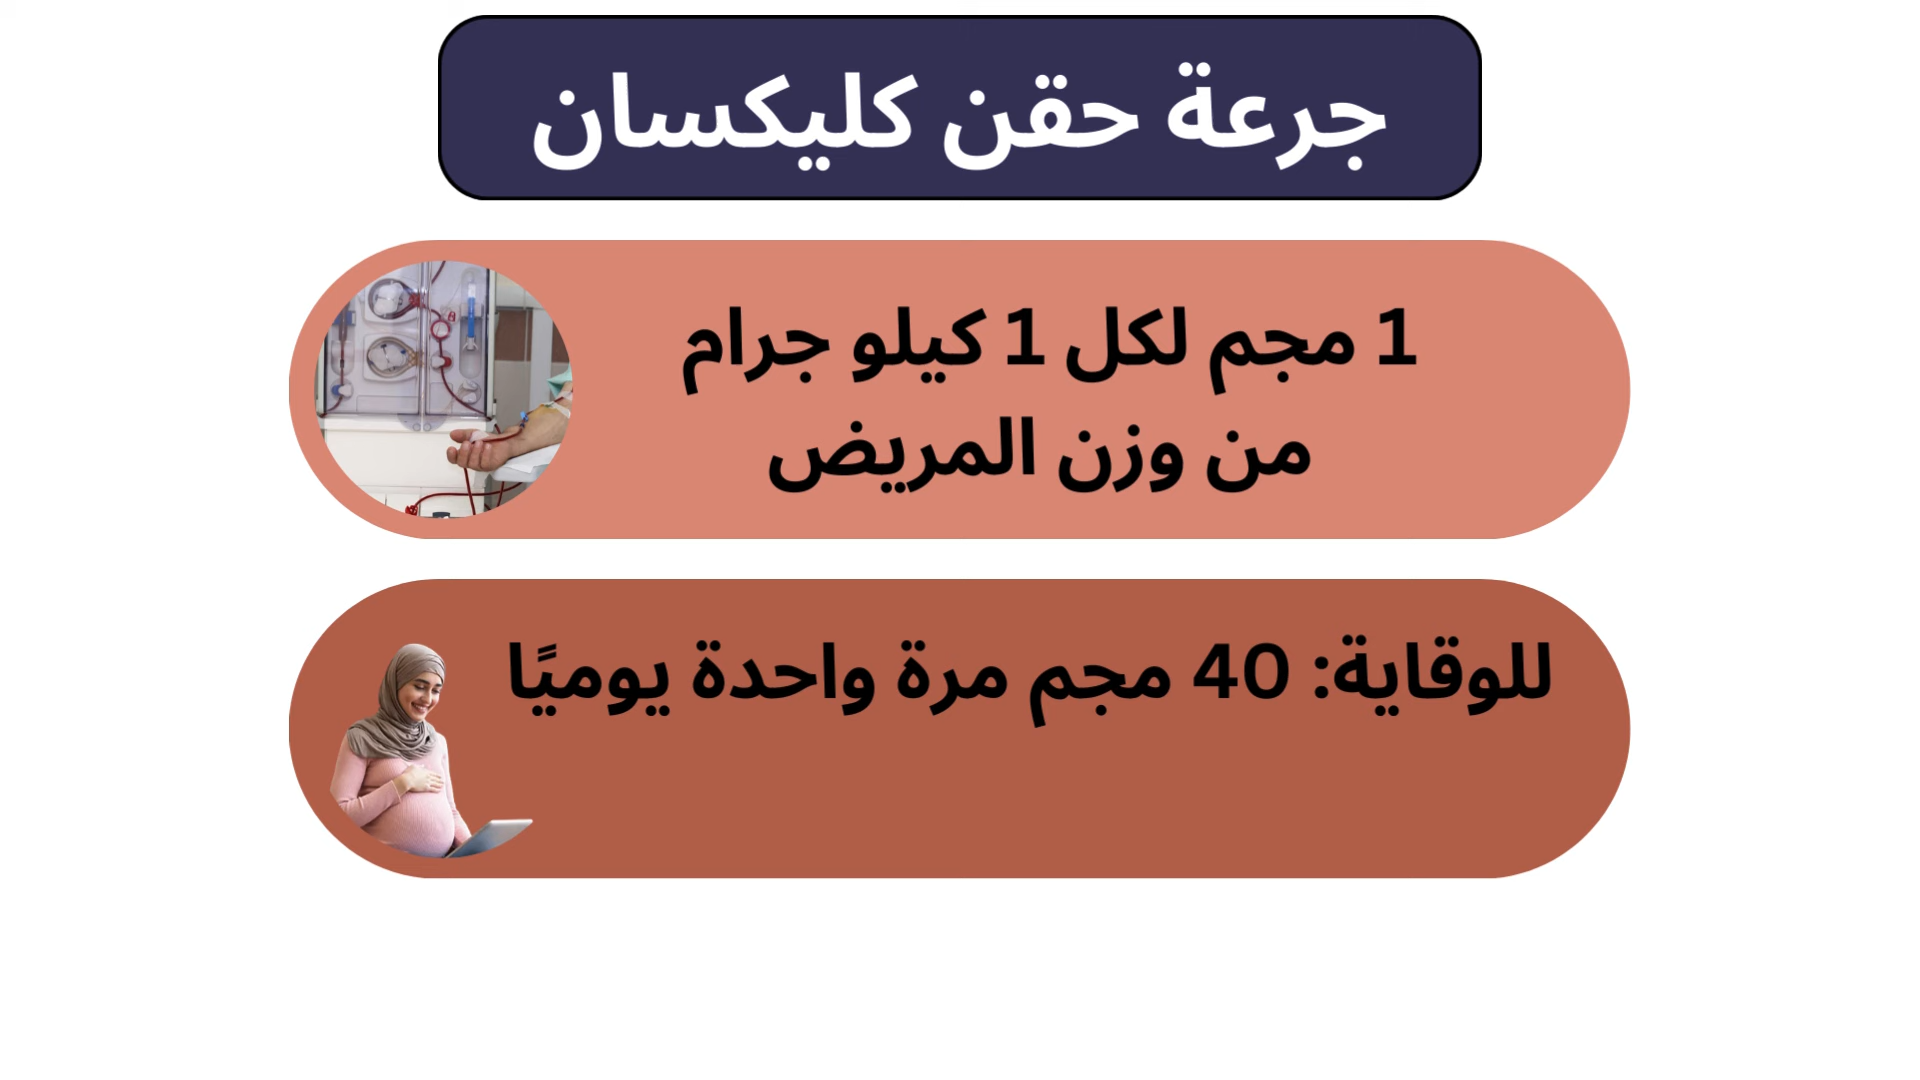 جرعة حقن كليكسان
1 مجم لكل 1 كيلو جرام
من وزن المريض
للوقاية: 40 مجم مرة واحدة يوميًا